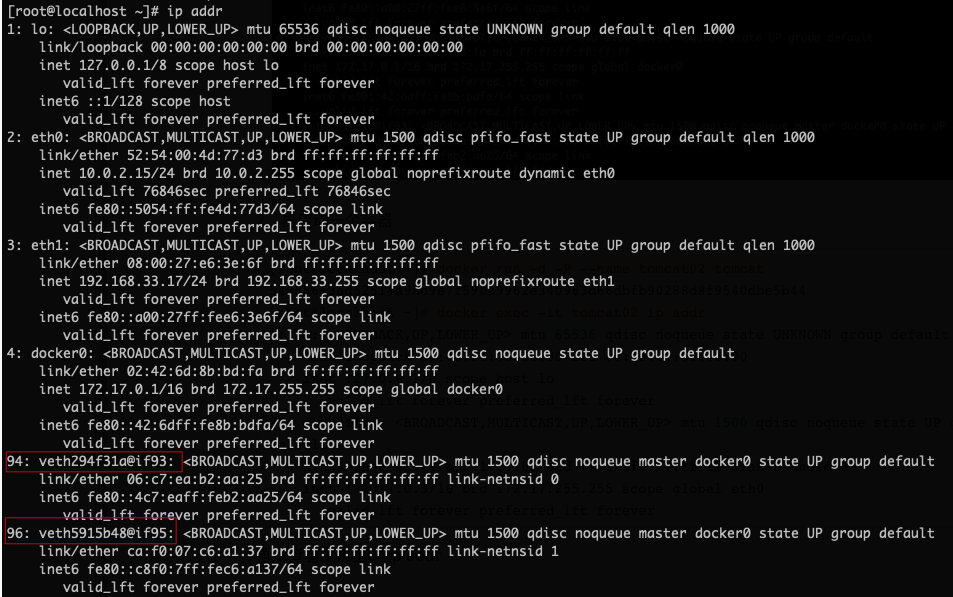 [root@localhost ~]# ip addr
1: lo: <LOOPBACK,UP,LOWER_UP> mtu 65536 qdisc noqueue state UNKNOWN group default qlen 1000
link/loopback 00:00:00:00:00:00 brd 00:00:00:00:00:00
inet 127.0.0.1/8 scope host lo
valid_lft forever preferred_lft forever
inet6 ::1/128 scope host
valid_lft forever preferred_lft forever
2: eth0: <BROADCAST,MULTICAST,UP,LOWER_UP> mtu 1500 qdisc pfifo_fast state UP group default qlen 1000
link/ether 52:54:00:4d:77:d3 brd ff:ff:ff:ff:ff:ff
inet 10.0.2.15/24 brd 10.0.2.255 scope global noprefixroute dynamic eth0
valid_lft 76846sec preferred_lft 76846sec
inet6 fe80::5054:ff:fe4d:77d3/64 scope link
valid_lft forever preferred_lft forever
3: eth1: <BROADCAST,MULTICAST,UP,LOWER_UP> mtu 1500 qdisc pfifo_fast state UP group default qlen 1000
link/ether 08:00:27:e6:3e:6f brd ff:ff:ff:ff:ff:ff
inet 192.168.33.17/24 brd 192.168.33.255 scope global noprefixroute eth1
valid_lft forever preferred_lft forever
inet6 fe80::a00:27ff:fee6:3e6f/64 scope link
valid_lft forever preferred_lft forever
4: docker0: <BROADCAST,MULTICAST,UP,LOWER_UP> mtu 1500 qdisc noqueue state UP group default
link/ether 02:42:6d:8b:bd:fa brd ff:ff:ff:ff:ff:ff
inet 172.17.0.1/16 brd 172.17.255.255 scope global docker0
valid_lft forever preferred_lft forever
inet6 fe80::42:6dff:fe8b:bdfa/64 scope link
valid_lft forever preferred_lft forever
94: veth294f31a@if93: <BROADCAST,MULTICAST,UP,LOWER_UP> mtu 1500 qdisc noqueue master docker0 state UP group default
link/ether 06:c7:ea:b2:aa:25 brd ff:ff:ff:ff:ff:ff link-netnsid 0
inet6 fe80::4c7:eaff:feb2:aa25/64 scope link
valid_lft forever preferred_lft forever
96: veth5915b48@if95: <BROADCAST,MULTICAST,UP,LOWER_UP> mtu 1500 qdisc noqueue master docker0 state UP group default
link/ether ca:f0:07:c6:a1:37 brd ff:ff:ff:ff:ff:ff link-netnsid 1
inet6 fe80::c8f0:7ff:fec6:a137/64 scope link
valid_lft forever preferred_lft forever